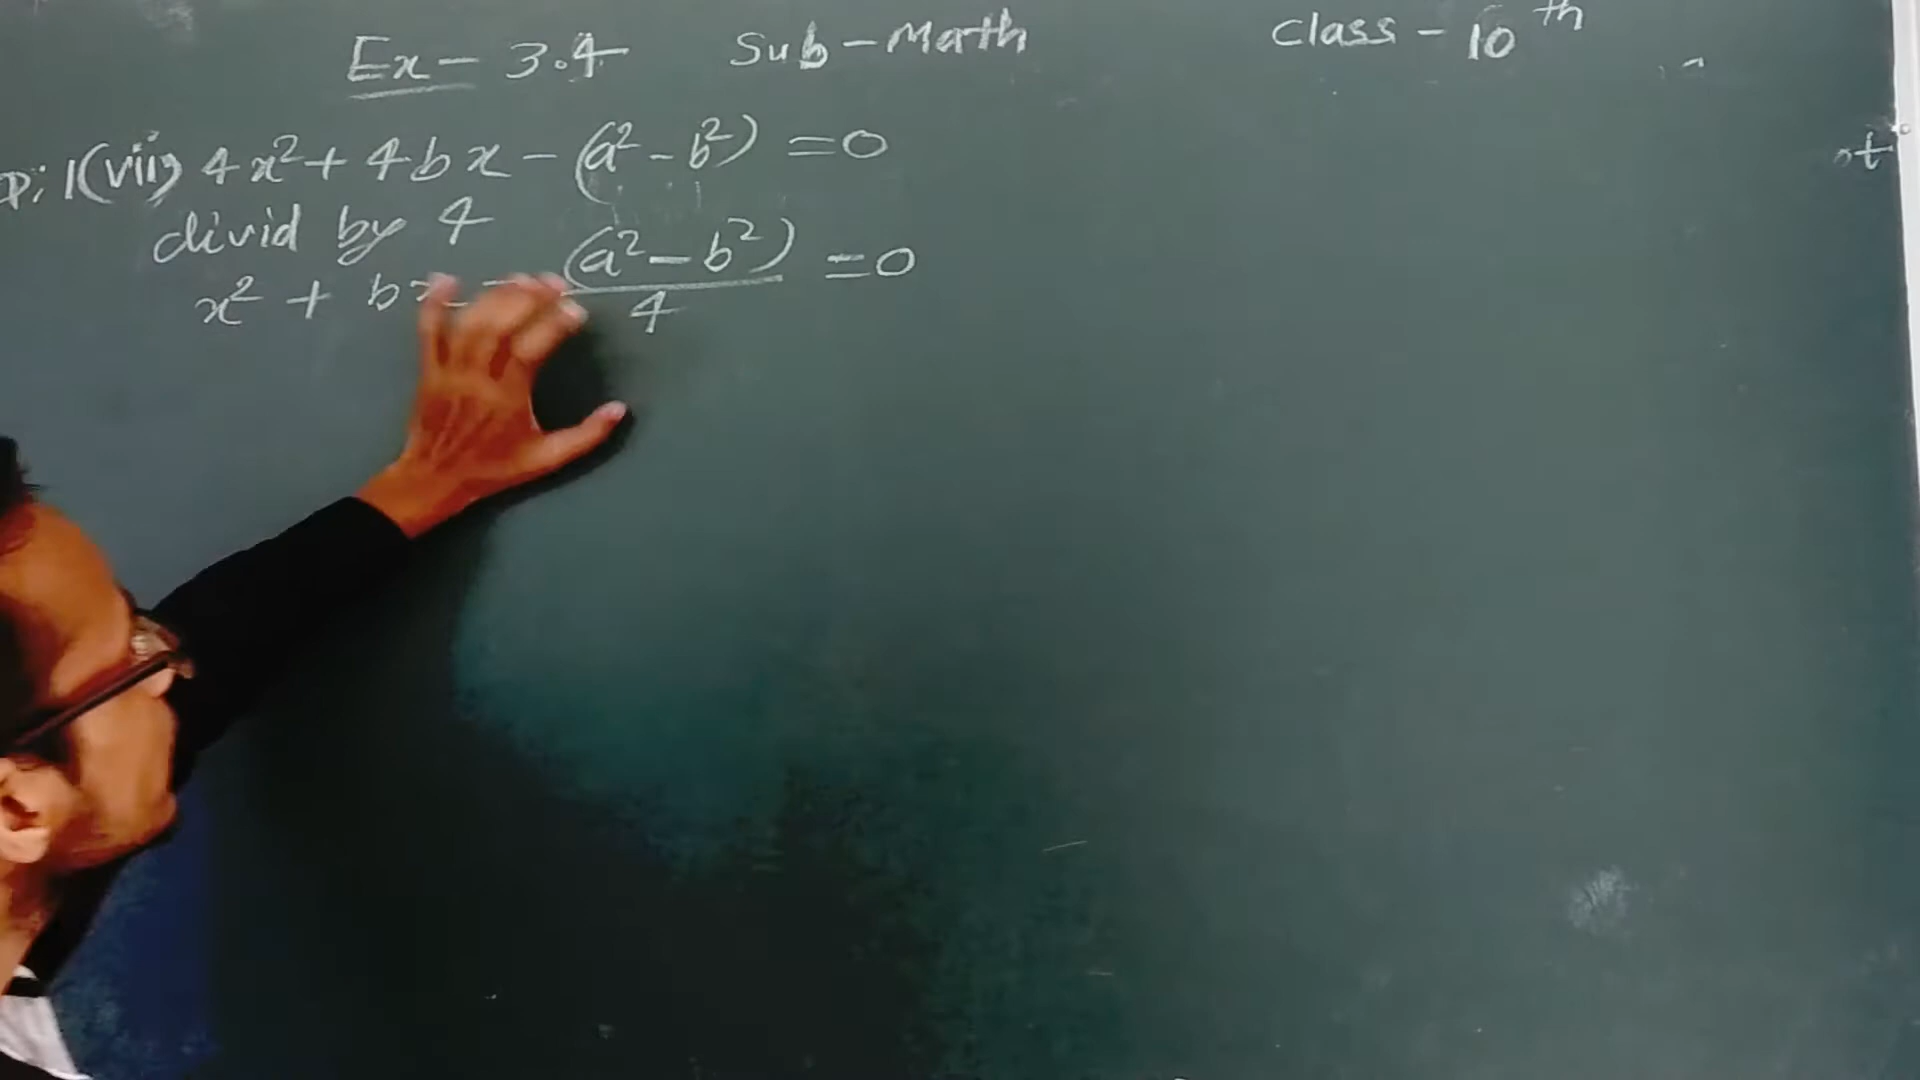 Ex - 3.4 Sub - Math Class - 10th
1(vii) 4x² + 4bx - (a² - b²) = 0
divid by 4
x² + bx - (a² - b²)/4 = 0